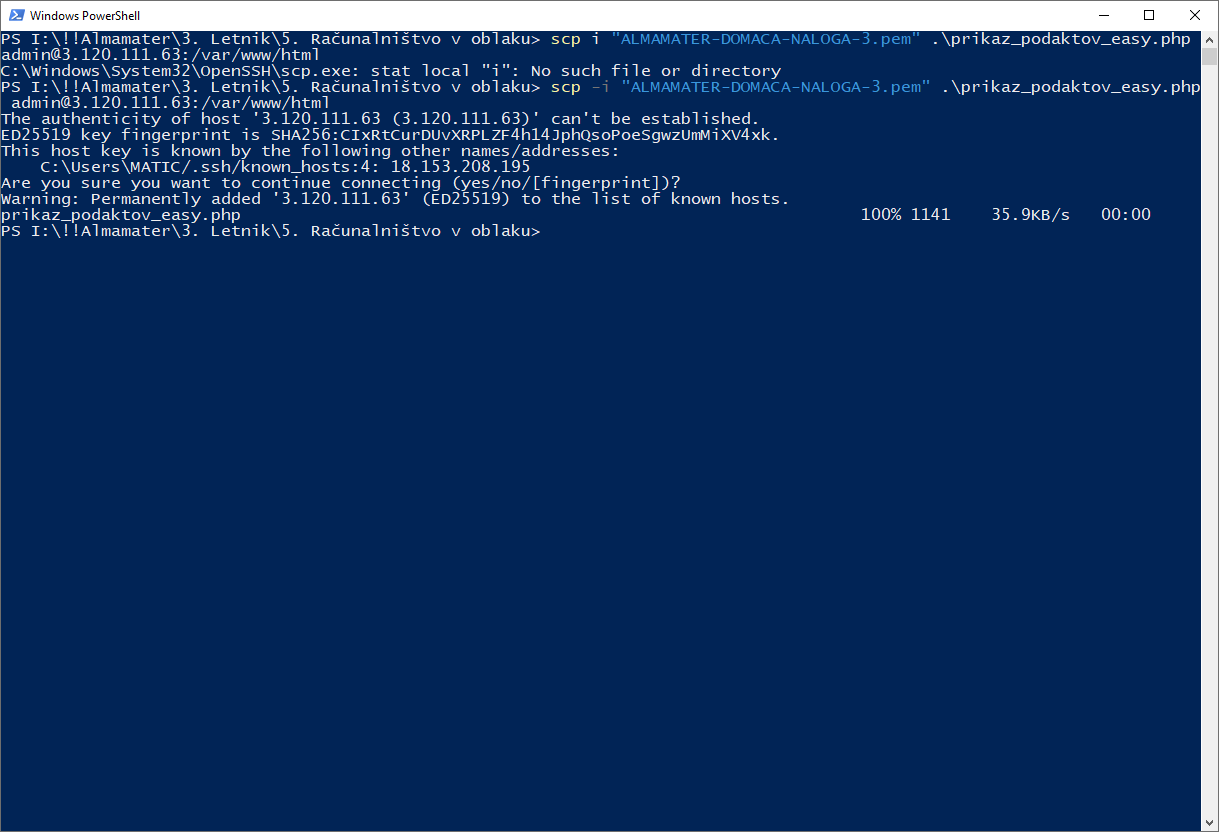 Windows PowerShell
PS I:\!!Almamater\3. Letnik\5. Računalništvo v oblaku> scp i "ALMAMATER-DOMACA-NALOGA-3.pem" .\prikaz_podaktov_easy.php
admin@3.120.111.63:/var/www/html
C:\Windows\System32\OpenSSH\scp.exe: stat local "i": No such file or directory
PS I:\!!Almamater\3. Letnik\5. Računalništvo v oblaku> scp -i "ALMAMATER-DOMACA-NALOGA-3.pem" .\prikaz_podaktov_easy.php
 admin@3.120.111.63:/var/www/html
The authenticity of host '3.120.111.63 (3.120.111.63)' can't be established.
ED25519 key fingerprint is SHA256:CIxRtCurDUvXRPLZF4h14JphQsoPoeSgwzUmMiXV4xk.
This host key is known by the following other names/addresses:
    C:\Users\MATIC/.ssh/known_hosts:4: 18.153.208.195
Are you sure you want to continue connecting (yes/no/[fingerprint])?
Warning: Permanently added '3.120.111.63' (ED25519) to the list of known hosts.
prikaz_podaktov_easy.php 100% 1141 35.9KB/s 00:00
PS I:\!!Almamater\3. Letnik\5. Računalništvo v oblaku>